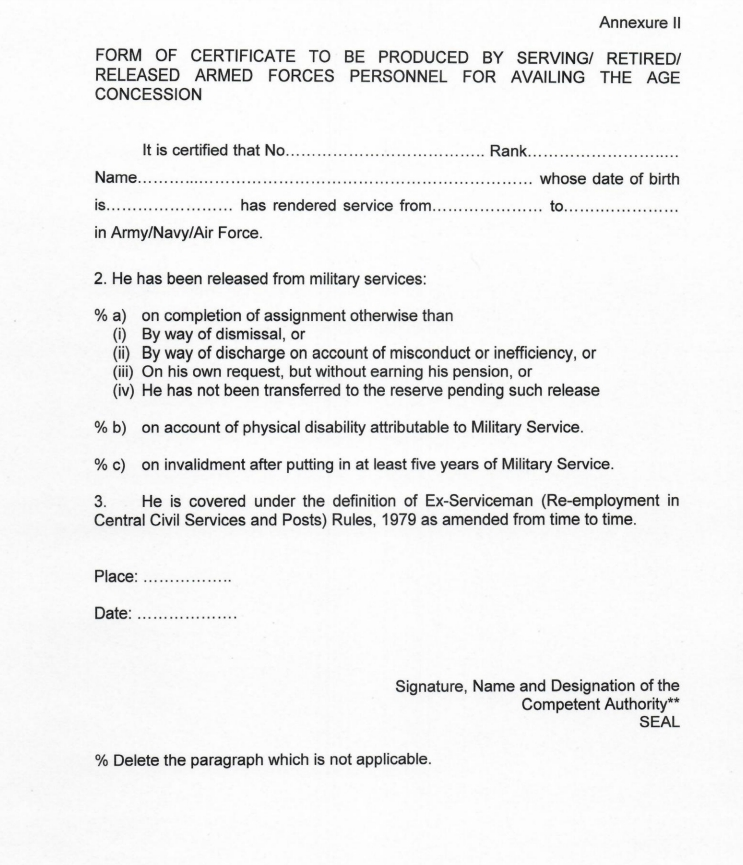 Annexure II
FORM OF CERTIFICATE TO BE PRODUCED BY SERVING/ RETIRED/
RELEASED ARMED FORCES PERSONNEL FOR AVAILING THE AGE
CONCESSION
It is certified that No.................................... Rank............................
Name........................................................................ whose date of birth
is....................... has rendered service from.................... to.....................
in Army/Navy/Air Force.
2. He has been released from military services:
% a) on completion of assignment otherwise than
(i) By way of dismissal, or
(ii) By way of discharge on account of misconduct or inefficiency, or
(iii) On his own request, but without earning his pension, or
(iv) He has not been transferred to the reserve pending such release
% b) on account of physical disability attributable to Military Service.
% c) on invalidment after putting in at least five years of Military Service.
3. He is covered under the definition of Ex-Serviceman (Re-employment in
Central Civil Services and Posts) Rules, 1979 as amended from time to time.
Place: ................
Date: ..................
Signature, Name and Designation of the
Competent Authority**
SEAL
% Delete the paragraph which is not applicable.